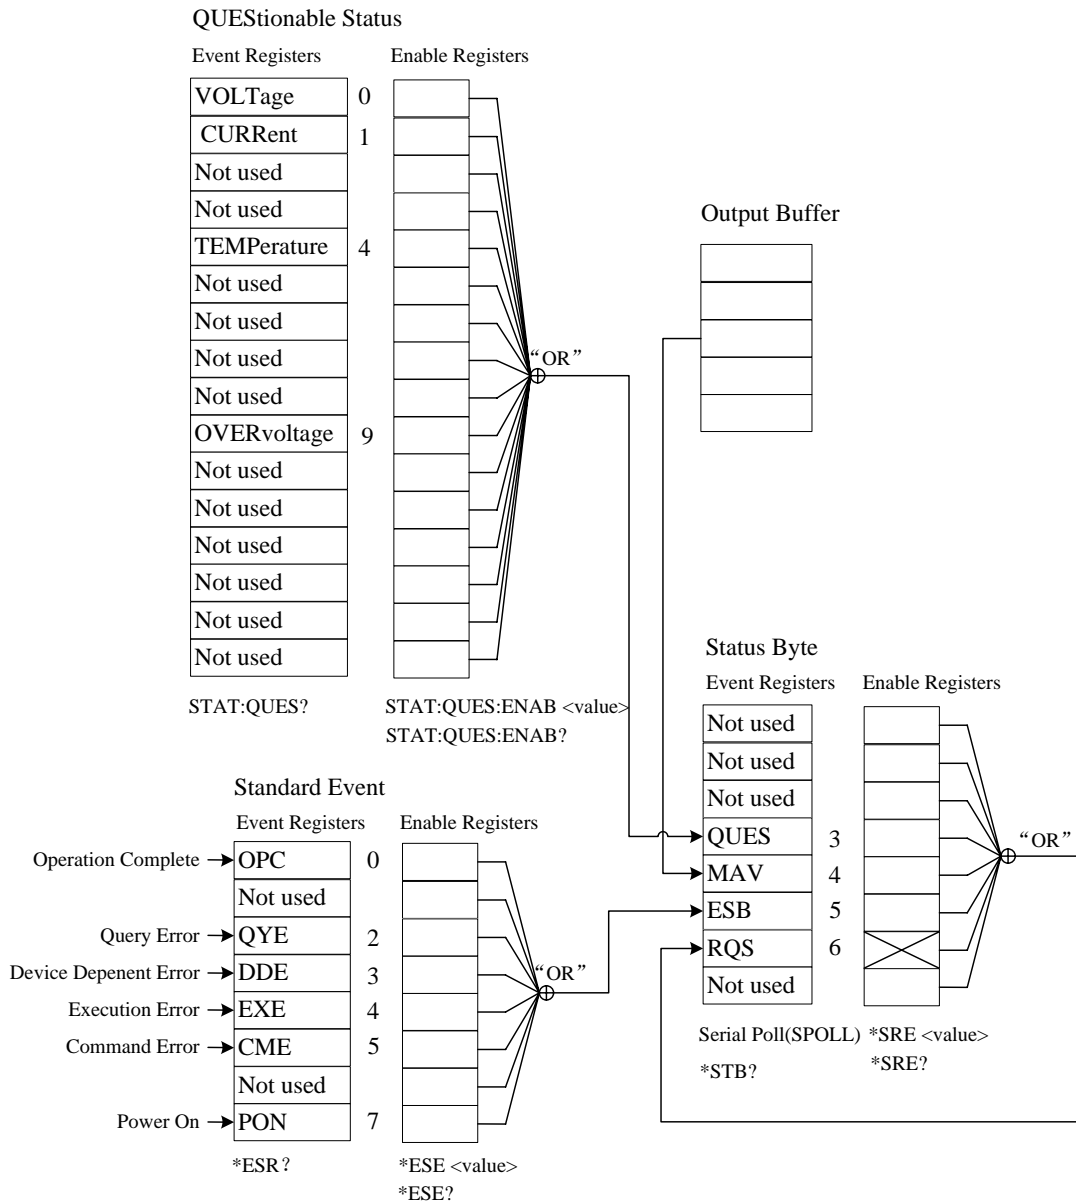 QUEStionable Status
Event Registers Enable Registers
VOLTage 0
CURRent 1
Not used
Not used
TEMPerature 4
Not used
Not used
Not used
Not used
OVERvoltage 9
Not used
Not used
Not used
Not used
Not used
Not used
“OR”
STAT:QUES? STAT:QUES:ENAB <value>
STAT:QUES:ENAB?
Output Buffer
Standard Event
Event Registers Enable Registers
Operation Complete OPC 0
Not used
Query Error QYE 2
Device Depenent Error DDE 3
Execution Error EXE 4
Command Error CME 5
Not used
Power On PON 7
“OR”
*ESR? *ESE <value>
*ESE?
Status Byte
Event Registers Enable Registers
Not used
Not used
Not used
QUES 3
MAV 4
ESB 5
RQS 6
Not used
“OR”
Serial Poll(SPOLL) *SRE <value>
*STB? *SRE?